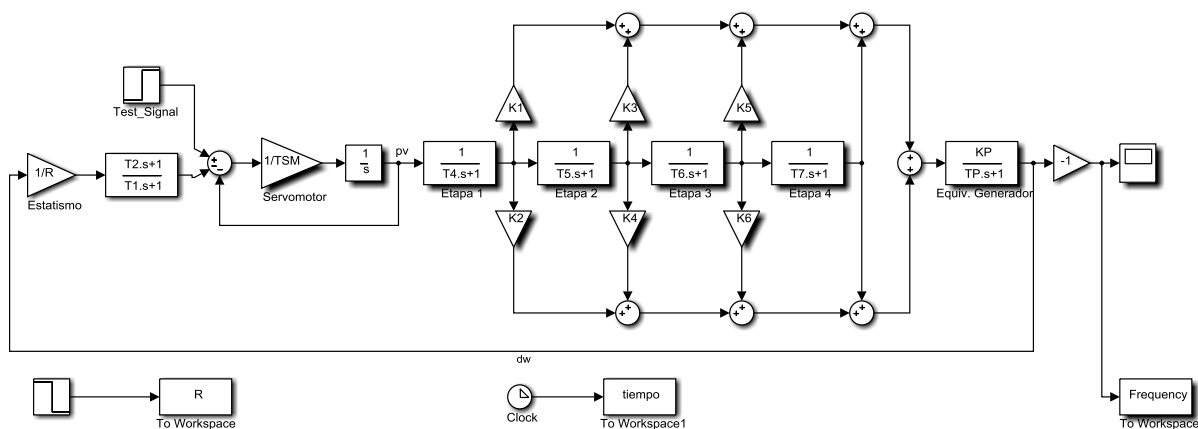 K1
K3
K5
Test_Signal
pv
T2.s+1
T1.s+1
1/R
Estatismo
1/TSM
Servomotor
1
s
1
T4.s+1
Etapa 1
1
T5.s+1
Etapa 2
1
T6.s+1
Etapa 3
1
T7.s+1
Etapa 4
KP
TP.s+1
Equiv. Generador
-1
K2
K4
K6
dw
R
To Workspace
Clock
tiempo
To Workspace1
Frequency
To Workspace